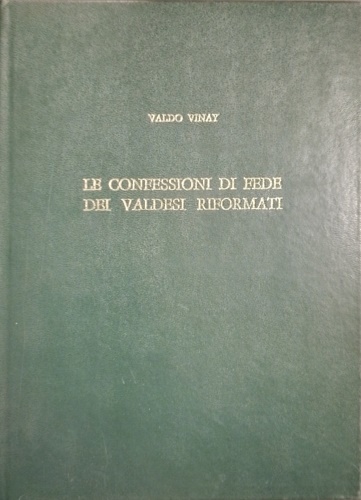 VALDO VINAY
LE CONFESSIONI DI FEDE
DEI VALDESI RIFORMATI